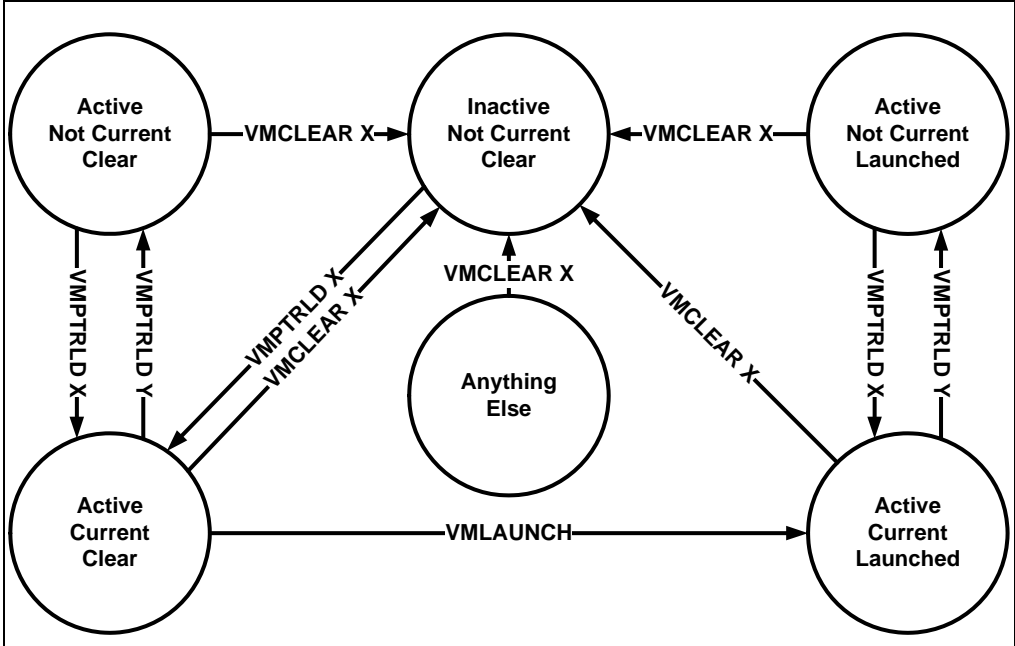 Active
Not Current
Clear
VMCLEAR X
Inactive
Not Current
Clear
VMCLEAR X
Active
Not Current
Launched
VMPTRLD X
VMPTRLD Y
VMPTRLD X
VMCLEAR X
VMCLEAR X
Anything
Else
VMCLEAR X
VMPTRLD X
VMPTRLD Y
Active
Current
Clear
VMLAUNCH
Active
Current
Launched